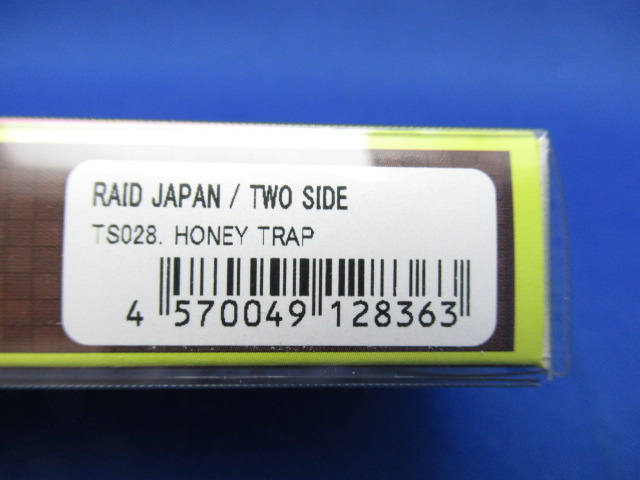 RAID JAPAN / TWO SIDE
TS028. HONEY TRAP
4 570049 128363